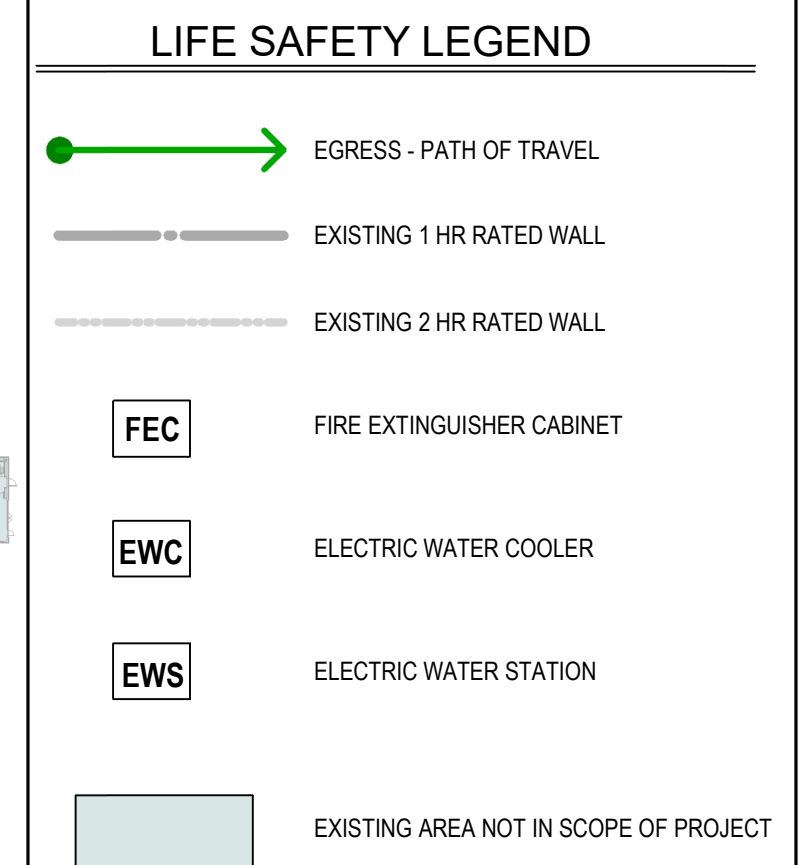 LIFE SAFETY LEGEND
EGRESS - PATH OF TRAVEL
EXISTING 1 HR RATED WALL
EXISTING 2 HR RATED WALL
FEC FIRE EXTINGUISHER CABINET
EWC ELECTRIC WATER COOLER
EWS ELECTRIC WATER STATION
EXISTING AREA NOT IN SCOPE OF PROJECT